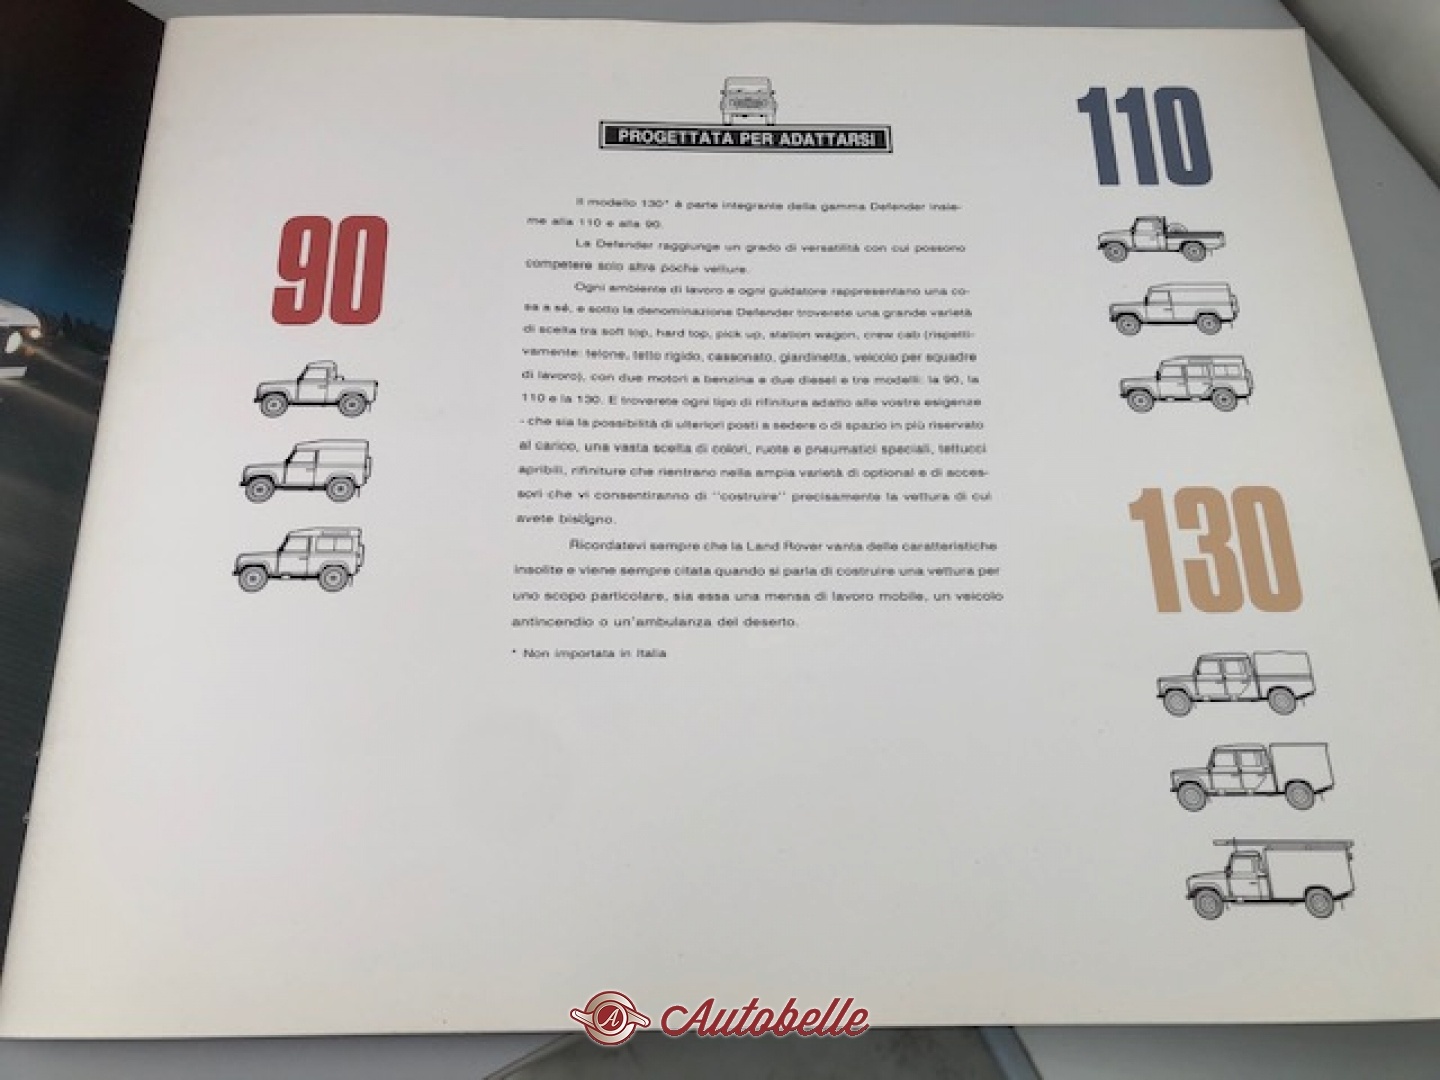 PROGETTATA PER ADATTARSI
90
110
130
Il modello 130* è parte integrante della gamma Defender insie-
me alla 110 e alla 90.
La Defender raggiunge un grado di versatilità con cui possono
competere solo altre poche vetture.
Ogni ambiente di lavoro e ogni guidatore rappresentano una co-
sa a sé, e sotto la denominazione Defender troverete una grande varietà
di scelta tra soft top, hard top, pick up, station wagon, crew cab (rispetti-
vamente: telone, tetto rigido, cassonato, giardinetta, veicolo per squadre
di lavoro), con due motori a benzina e due diesel e tre modelli: la 90, la
110 e la 130. E troverete ogni tipo di rifinitura adatto alle vostre esigenze
- che sia la possibilità di ulteriori posti a sedere o di spazio in più riservato
al carico, una vasta scelta di colori, ruote e pneumatici speciali, tettucci
apribili, rifiniture che rientrano nella ampia varietà di optional e di acces-
sori che vi consentiranno di "costruire" precisamente la vettura di cui
avete bisogno.
Ricordatevi sempre che la Land Rover vanta delle caratteristiche
insolite e viene sempre citata quando si parla di costruire una vettura per
uno scopo particolare, sia essa una mensa di lavoro mobile, un veicolo
antincendio o un'ambulanza del deserto.
* Non importata in Italia
A Autobelle